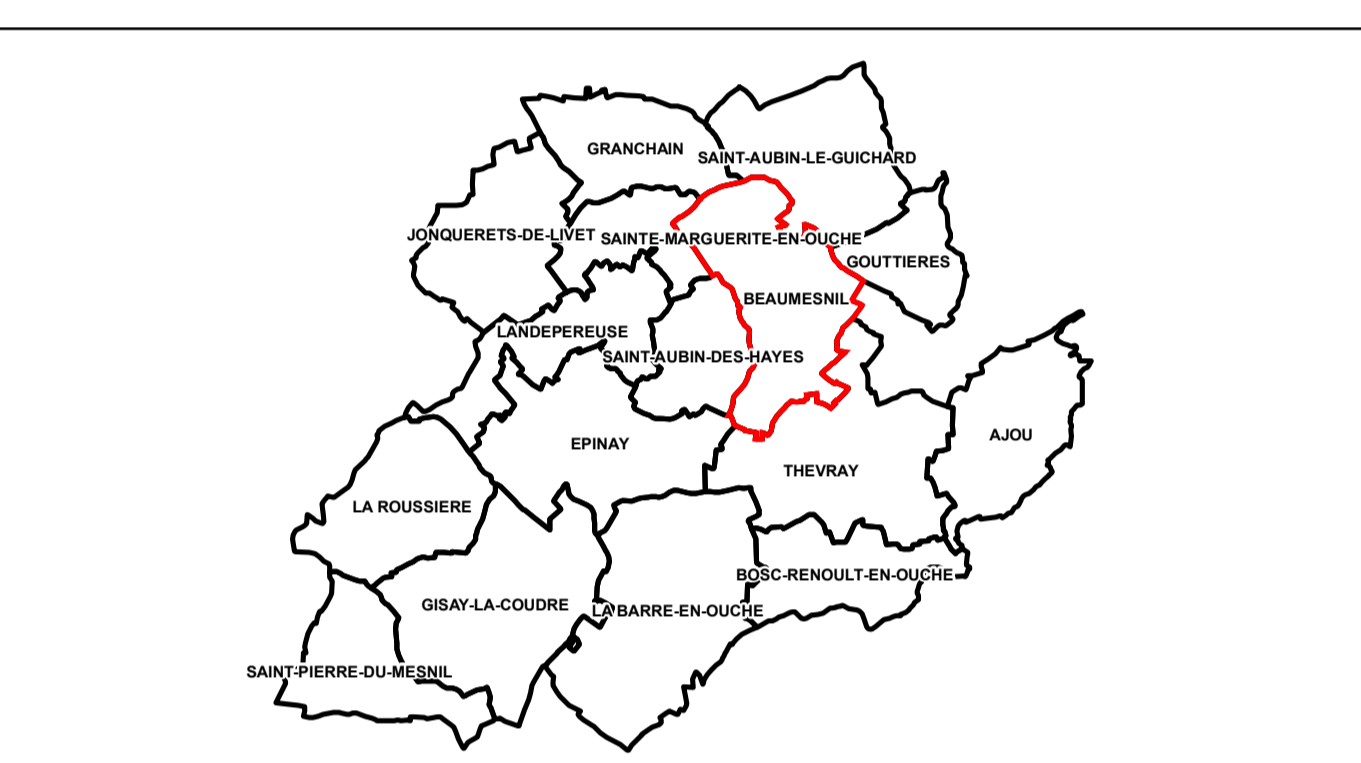 GRANCHAIN
SAINT-AUBIN-LE-GUICHARD
JONQUERETS-DE-LIVET
SAINTE-MARGUERITE-EN-OUCHE
GOUTTIERES
BEAUMESNIL
LANDEPEREUSE
SAINT-AUBIN-DES-HAYES
AJOU
EPINAY
THEVRAY
LA ROUSSIERE
BOSC-RENOULT-EN-OUCHE
GISAY-LA-COUDRE
LA BARRE-EN-OUCHE
SAINT-PIERRE-DU-MESNIL